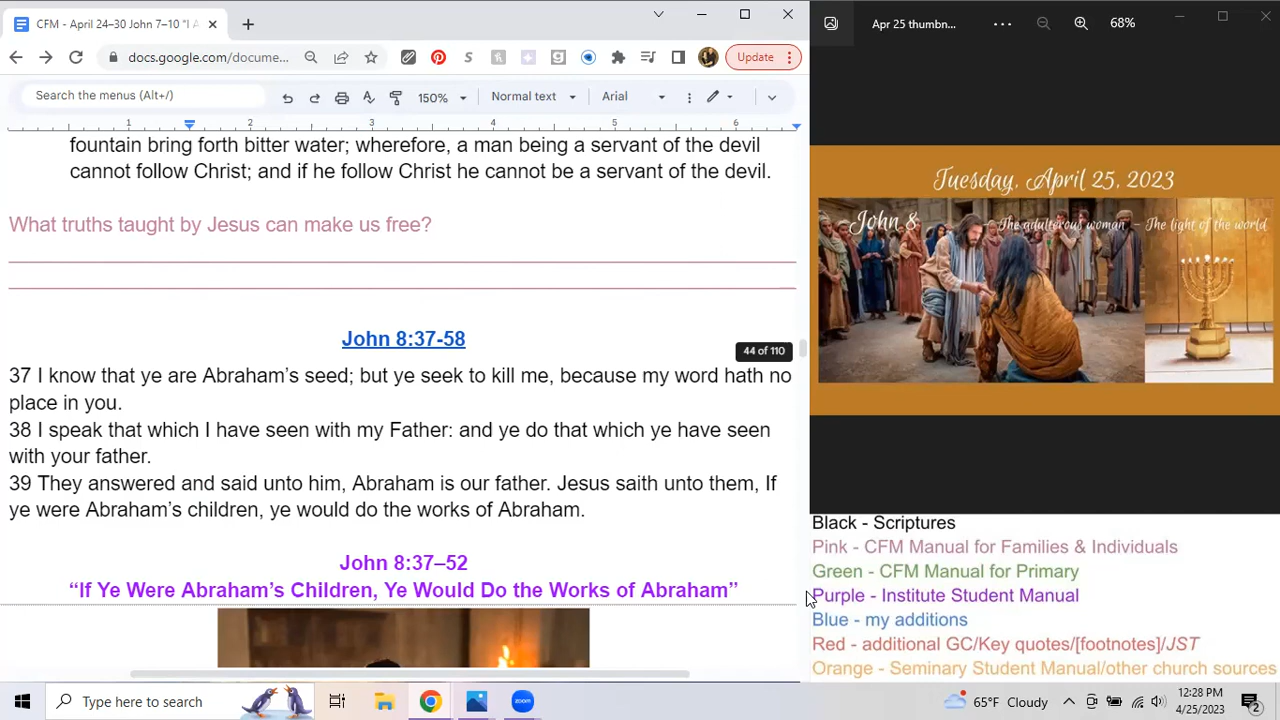 CFM - April 24–30 John 7–10 "I A
docs.google.com/docume...
Update
Search the menus (Alt+/)
150%
Normal text
Arial
1 2 3 4 5 6
fountain bring forth bitter water; wherefore, a man being a servant of the devil
cannot follow Christ; and if he follow Christ he cannot be a servant of the devil.
What truths taught by Jesus can make us free?
John 8:37-58
44 of 110
37 I know that ye are Abraham's seed; but ye seek to kill me, because my word hath no
place in you.
38 I speak that which I have seen with my Father: and ye do that which ye have seen
with your father.
39 They answered and said unto him, Abraham is our father. Jesus saith unto them, If
ye were Abraham's children, ye would do the works of Abraham.
John 8:37–52
“If Ye Were Abraham’s Children, Ye Would Do the Works of Abraham”
Apr 25 thumbn...
68%
Tuesday, April 25, 2023
John 8
The adulterous woman - The light of the world
Black - Scriptures
Pink - CFM Manual for Families & Individuals
Green - CFM Manual for Primary
Purple - Institute Student Manual
Blue - my additions
Red - additional GC/Key quotes/[footnotes]/JST
Orange - Seminary Student Manual/other church sources
Type here to search
65°F Cloudy
12:28 PM
4/25/2023
2